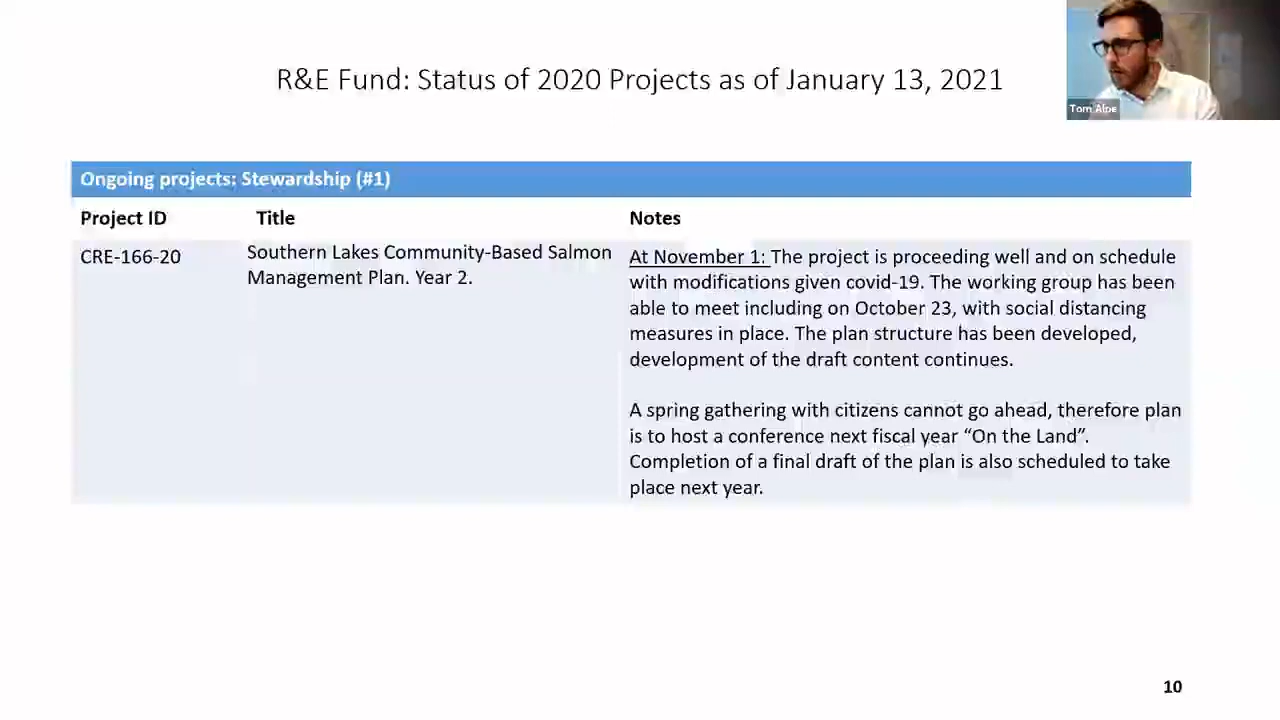 R&E Fund: Status of 2020 Projects as of January 13, 2021
Tom Alpe
Ongoing projects: Stewardship (#1)
Project ID Title Notes
CRE-166-20
Southern Lakes Community-Based Salmon
Management Plan. Year 2.
At November 1: The project is proceeding well and on schedule
with modifications given covid-19. The working group has been
able to meet including on October 23, with social distancing
measures in place. The plan structure has been developed,
development of the draft content continues.
A spring gathering with citizens cannot go ahead, therefore plan
is to host a conference next fiscal year “On the Land”.
Completion of a final draft of the plan is also scheduled to take
place next year.
10